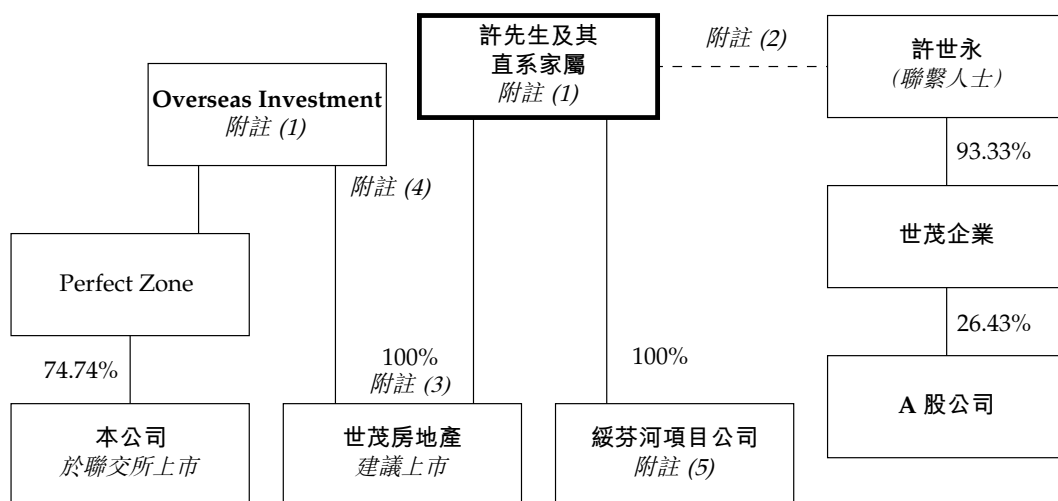 許先生及其
直系家屬
附註 (1)
附註 (2)
許世永
(聯繫人士)
Overseas Investment
附註 (1)
93.33%
附註 (4)
世茂企業
Perfect Zone
26.43%
74.74%
100%
附註 (3)
100%
A 股公司
本公司
於聯交所上市
世茂房地產
建議上市
綏芬河項目公司
附註 (5)